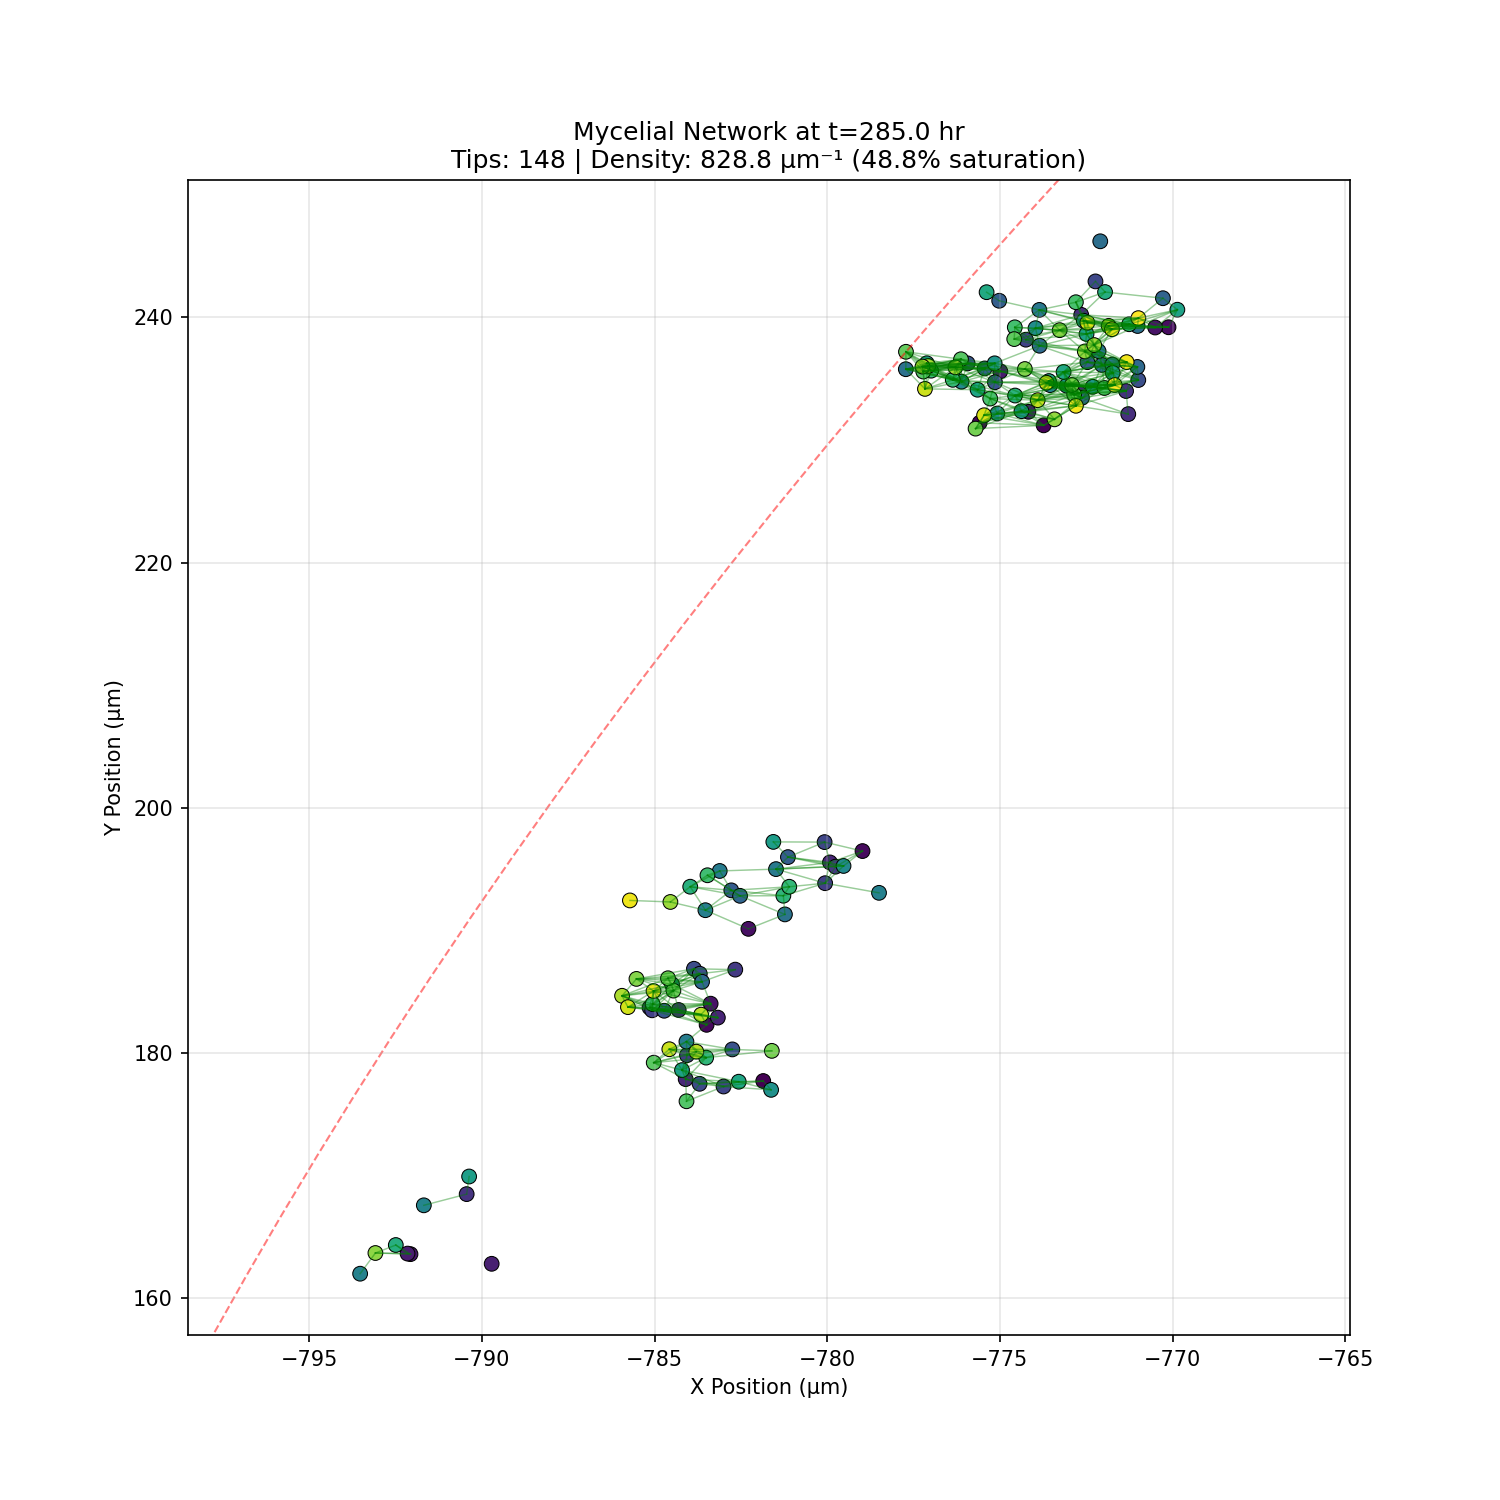 Mycelial Network at t=285.0 hr
Tips: 148 | Density: 828.8 µm⁻¹ (48.8% saturation)
240
220
200
180
160
Y Position (µm)
−795 −790 −785 −780 −775 −770 −765
X Position (µm)